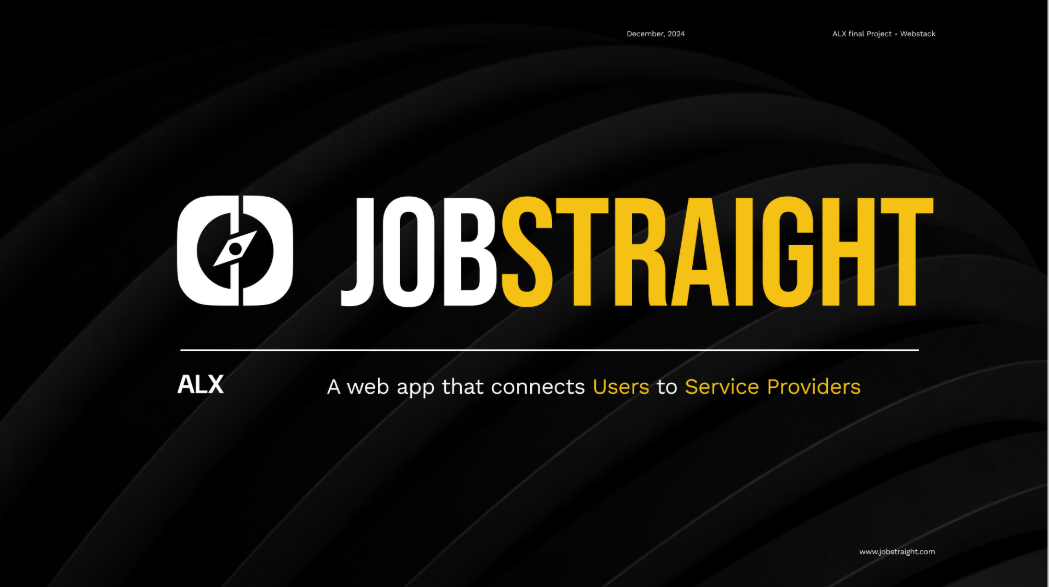 December, 2024
ALX final Project - Webstack
JOBSTRAIGHT
ALX
A web app that connects Users to Service Providers
www.jobstraight.com